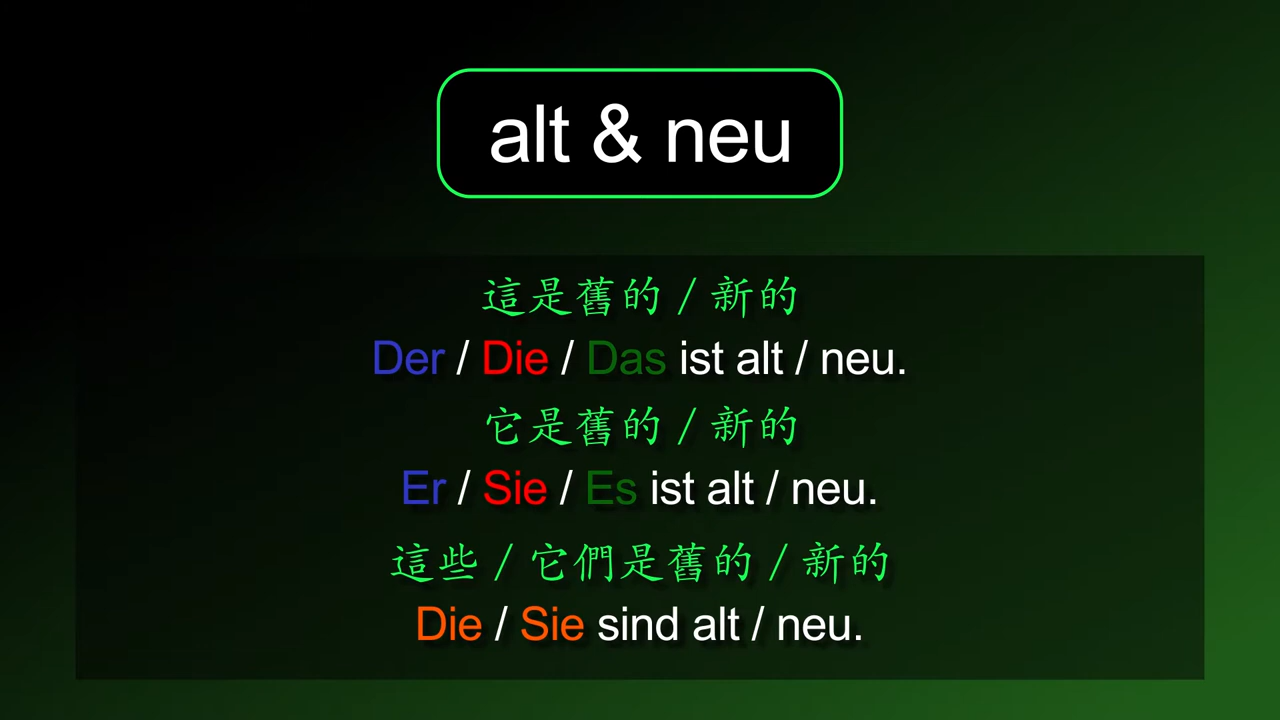 alt & neu
這是舊的 / 新的
Der / Die / Das ist alt / neu.
它是舊的 / 新的
Er / Sie / Es ist alt / neu.
這些 / 它們是舊的 / 新的
Die / Sie sind alt / neu.